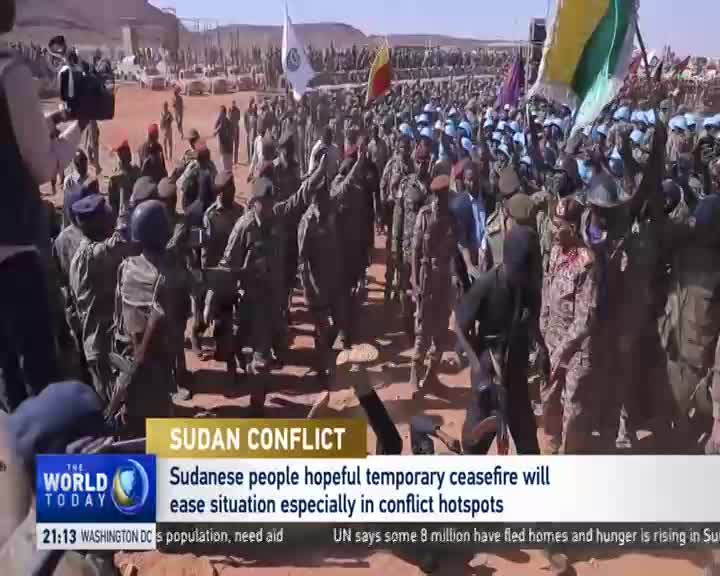 SUDAN CONFLICT
Sudanese people hopeful temporary ceasefire will
ease situation especially in conflict hotspots
THE
WORLD
TODAY
21:13 WASHINGTON DC
s population, need aid UN says some 8 million have fled homes and hunger is rising in Su